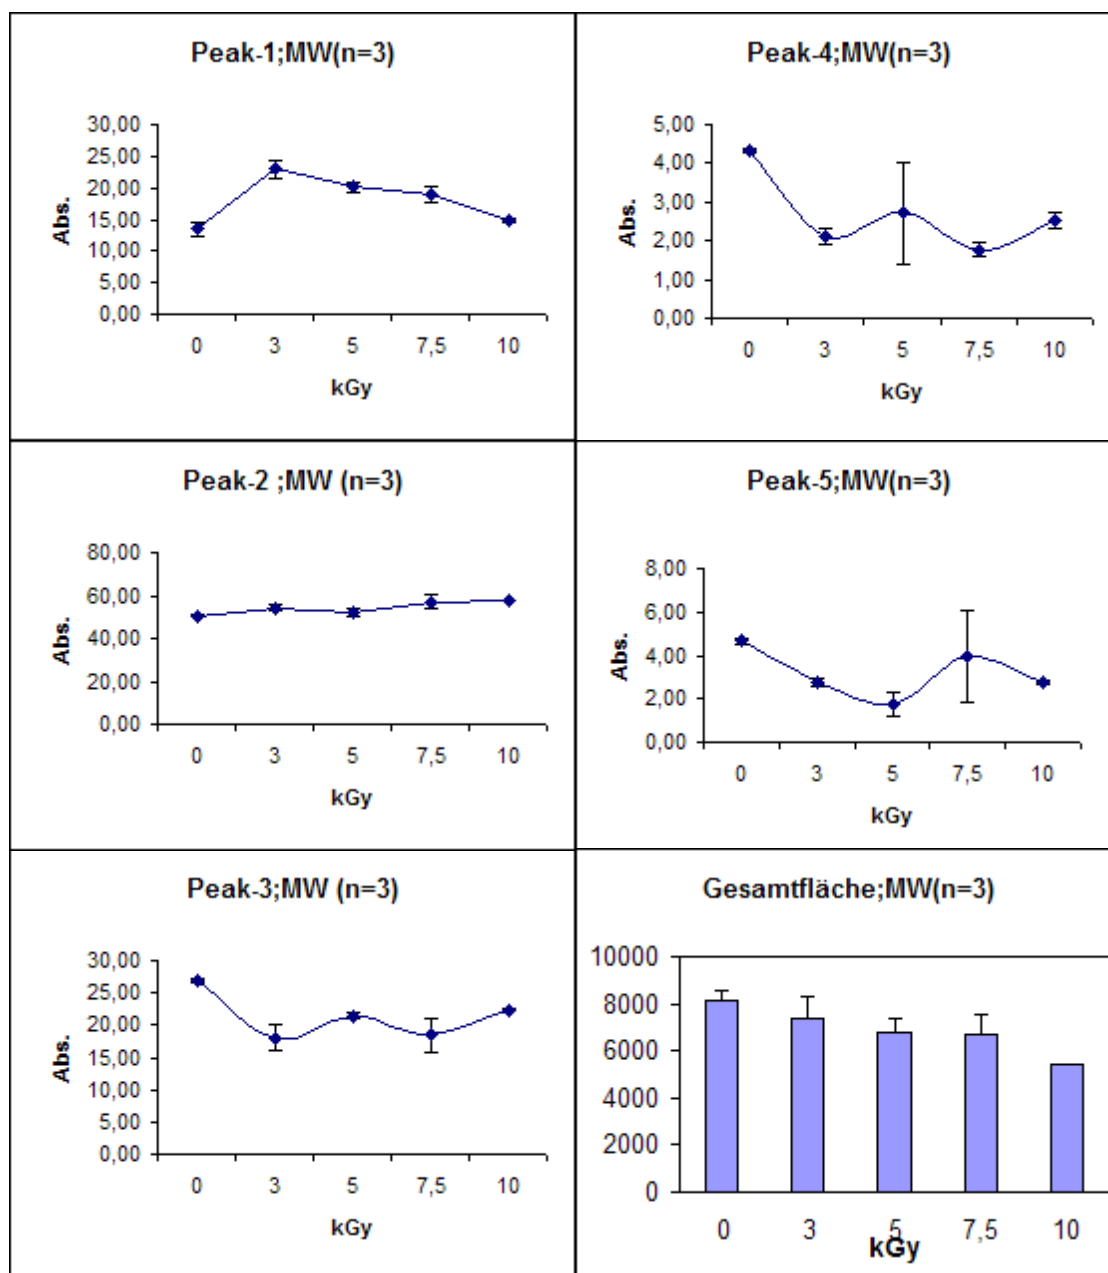 Peak-1;MW(n=3)
30,00
25,00
20,00
15,00
10,00
5,00
0,00
Abs.
0 3 5 7,5 10
kGy
Peak-4;MW(n=3)
5,00
4,00
3,00
2,00
1,00
0,00
Abs.
0 3 5 7,5 10
kGy
Peak-2 ;MW (n=3)
80,00
60,00
40,00
20,00
0,00
Abs.
0 3 5 7,5 10
kGy
Peak-5;MW(n=3)
8,00
6,00
4,00
2,00
0,00
Abs.
0 3 5 7,5 10
kGy
Peak-3;MW (n=3)
30,00
25,00
20,00
15,00
10,00
5,00
0,00
Abs.
0 3 5 7,5 10
kGy
Gesamtfläche;MW(n=3)
10000
8000
6000
4000
2000
0
0 3 5 7,5 10
kGy